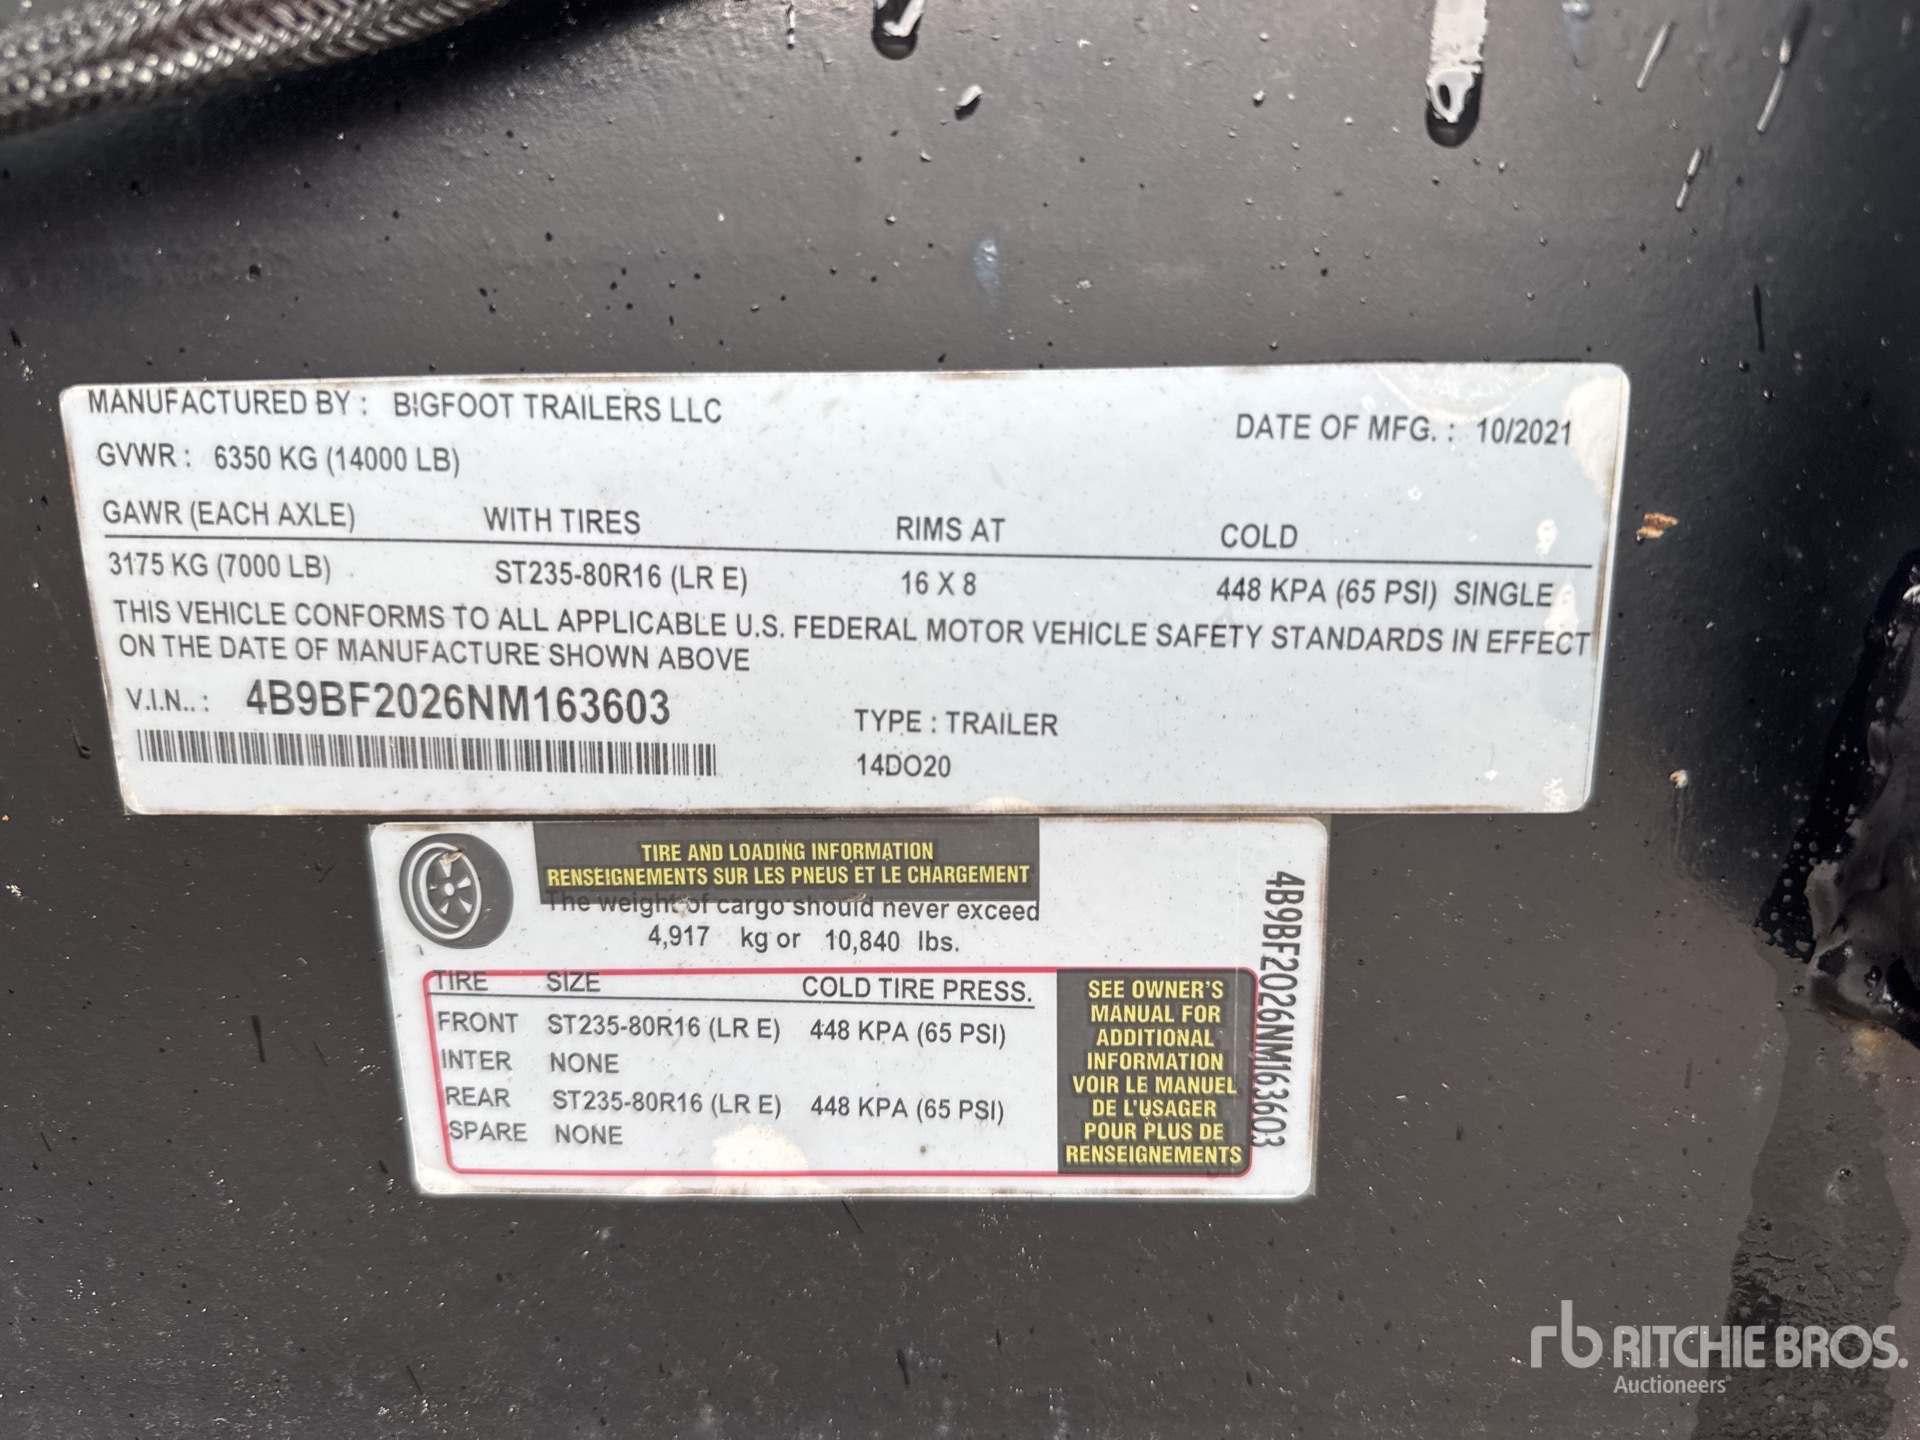 MANUFACTURED BY : BIGFOOT TRAILERS LLC
DATE OF MFG. : 10/2021
GVWR : 6350 KG (14000 LB)
GAWR (EACH AXLE) WITH TIRES RIMS AT COLD
3175 KG (7000 LB) ST235-80R16 (LR E) 16 X 8 448 KPA (65 PSI) SINGLE
THIS VEHICLE CONFORMS TO ALL APPLICABLE U.S. FEDERAL MOTOR VEHICLE SAFETY STANDARDS IN EFFECT
ON THE DATE OF MANUFACTURE SHOWN ABOVE
V.I.N.. : 4B9BF2026NM163603
TYPE : TRAILER
14DO20
TIRE AND LOADING INFORMATION
RENSEIGNEMENTS SUR LES PNEUS ET LE CHARGEMENT
The weight of cargo should never exceed
4,917 kg or 10,840 lbs.
TIRE SIZE COLD TIRE PRESS.
FRONT ST235-80R16 (LR E) 448 KPA (65 PSI)
INTER NONE
REAR ST235-80R16 (LR E) 448 KPA (65 PSI)
SPARE NONE
SEE OWNER'S
MANUAL FOR
ADDITIONAL
INFORMATION
VOIR LE MANUEL
DE L'USAGER
POUR PLUS DE
RENSEIGNEMENTS
4B9BF2026NM163603
rb RITCHIE BROS.
Auctioneers